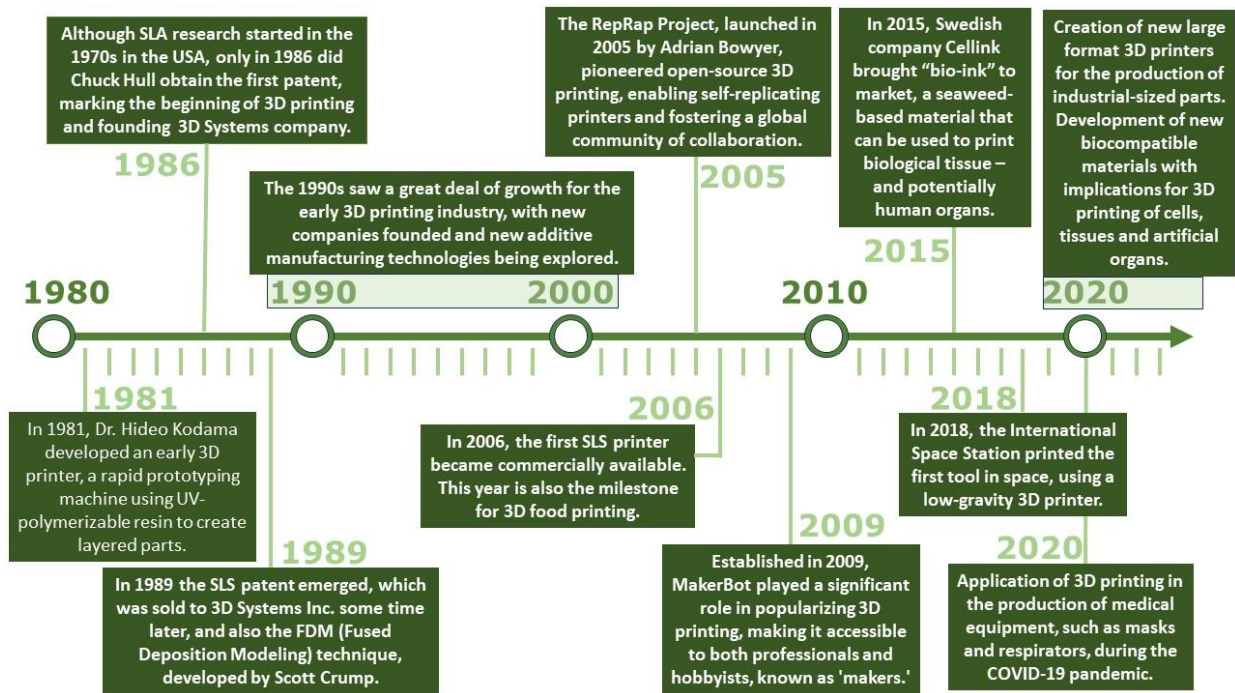 Although SLA research started in the
1970s in the USA, only in 1986 did
Chuck Hull obtain the first patent,
marking the beginning of 3D printing
and founding 3D Systems company.
1986
The 1990s saw a great deal of growth for the
early 3D printing industry, with new
companies founded and new additive
manufacturing technologies being explored.
The RepRap Project, launched in
2005 by Adrian Bowyer,
pioneered open-source 3D
printing, enabling self-replicating
printers and fostering a global
community of collaboration.
2005
In 2015, Swedish
company Cellink
brought “bio-ink” to
market, a seaweed-
based material that
can be used to print
biological tissue –
and potentially
human organs.
2015
Creation of new large
format 3D printers
for the production of
industrial-sized parts.
Development of new
biocompatible
materials with
implications for 3D
printing of cells,
tissues and artificial
organs.
1980
1990
2000
2010
2020
1981
In 1981, Dr. Hideo Kodama
developed an early 3D
printer, a rapid prototyping
machine using UV-
polymerizable resin to create
layered parts.
1989
In 1989 the SLS patent emerged, which
was sold to 3D Systems Inc. some time
later, and also the FDM (Fused
Deposition Modeling) technique,
developed by Scott Crump.
2006
In 2006, the first SLS printer
became commercially available.
This year is also the milestone
for 3D food printing.
2009
Established in 2009,
MakerBot played a significant
role in popularizing 3D
printing, making it accessible
to both professionals and
hobbyists, known as 'makers.'
2018
In 2018, the International
Space Station printed the
first tool in space, using a
low-gravity 3D printer.
2020
Application of 3D printing in
the production of medical
equipment, such as masks
and respirators, during the
COVID-19 pandemic.